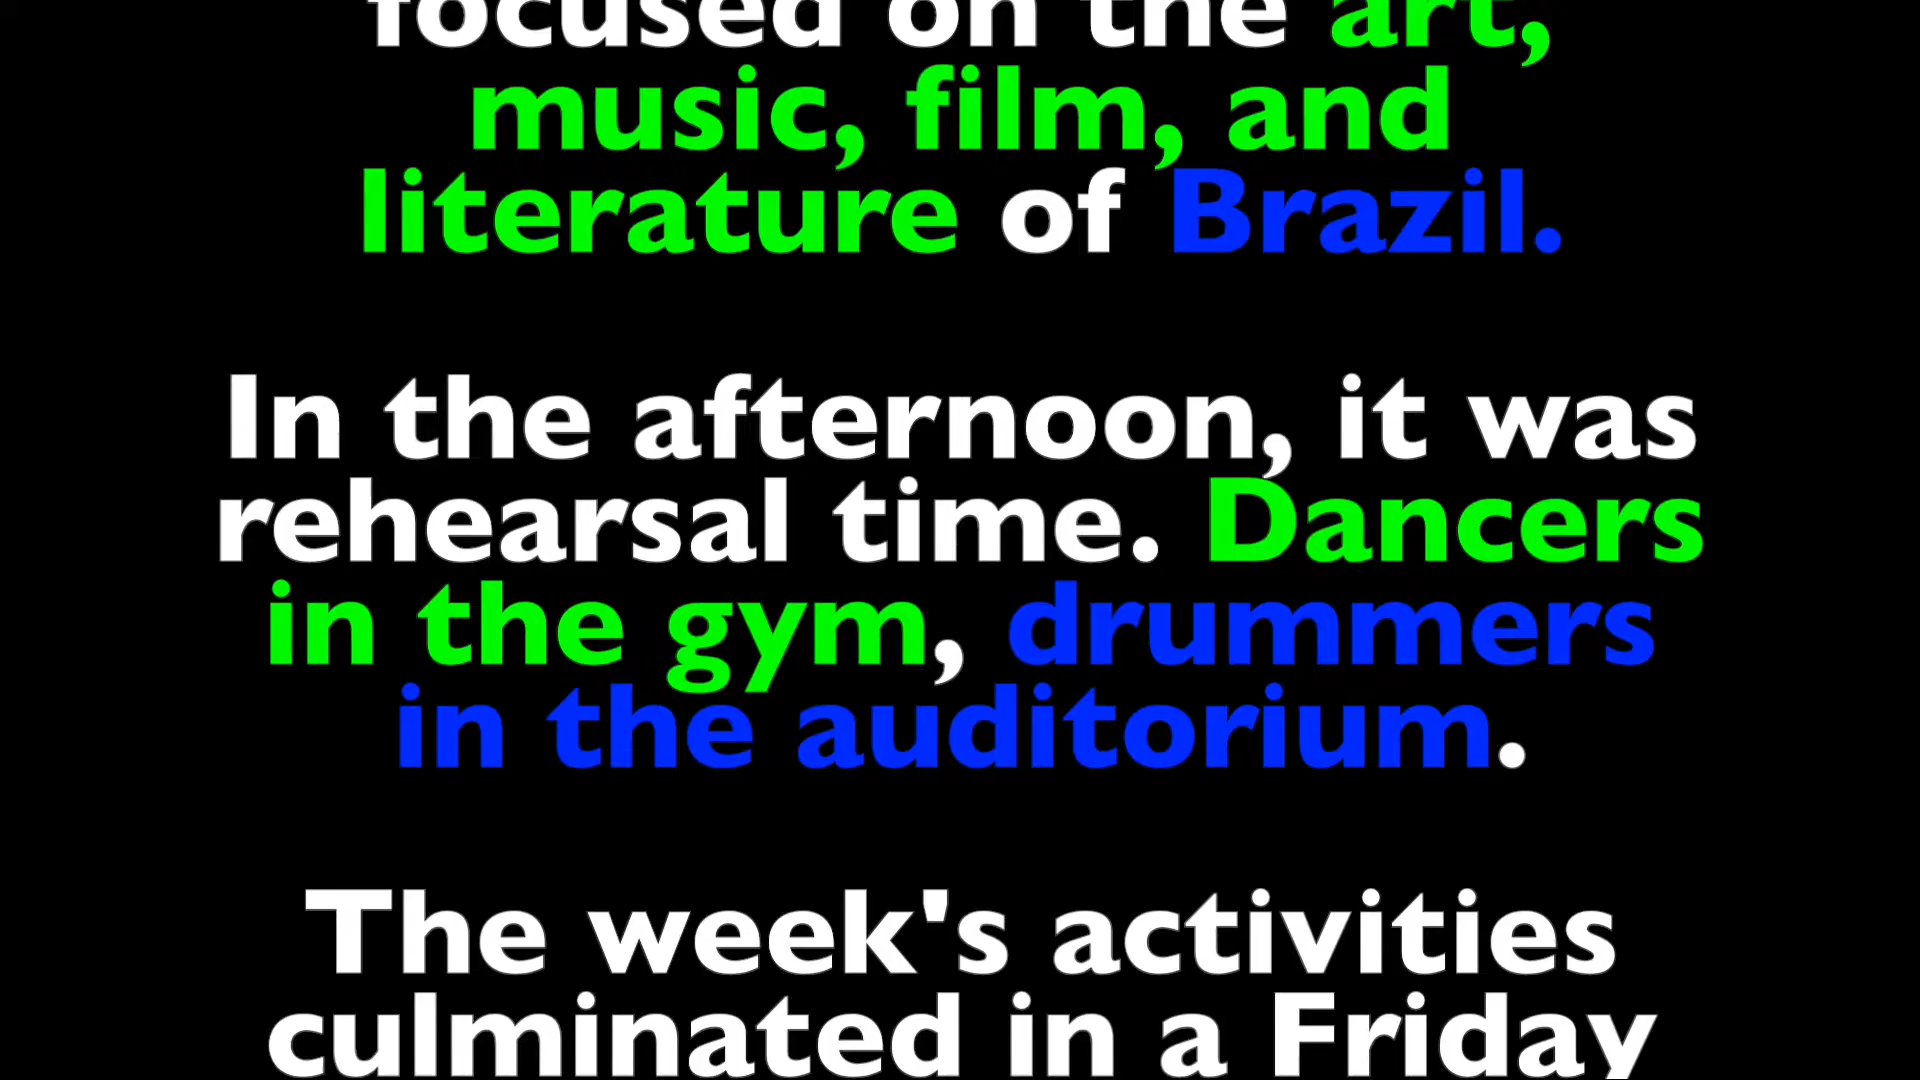 focused on the art,
music, film, and
literature of Brazil.
In the afternoon, it was
rehearsal time. Dancers
in the gym, drummers
in the auditorium.
The week's activities
culminated in a Friday